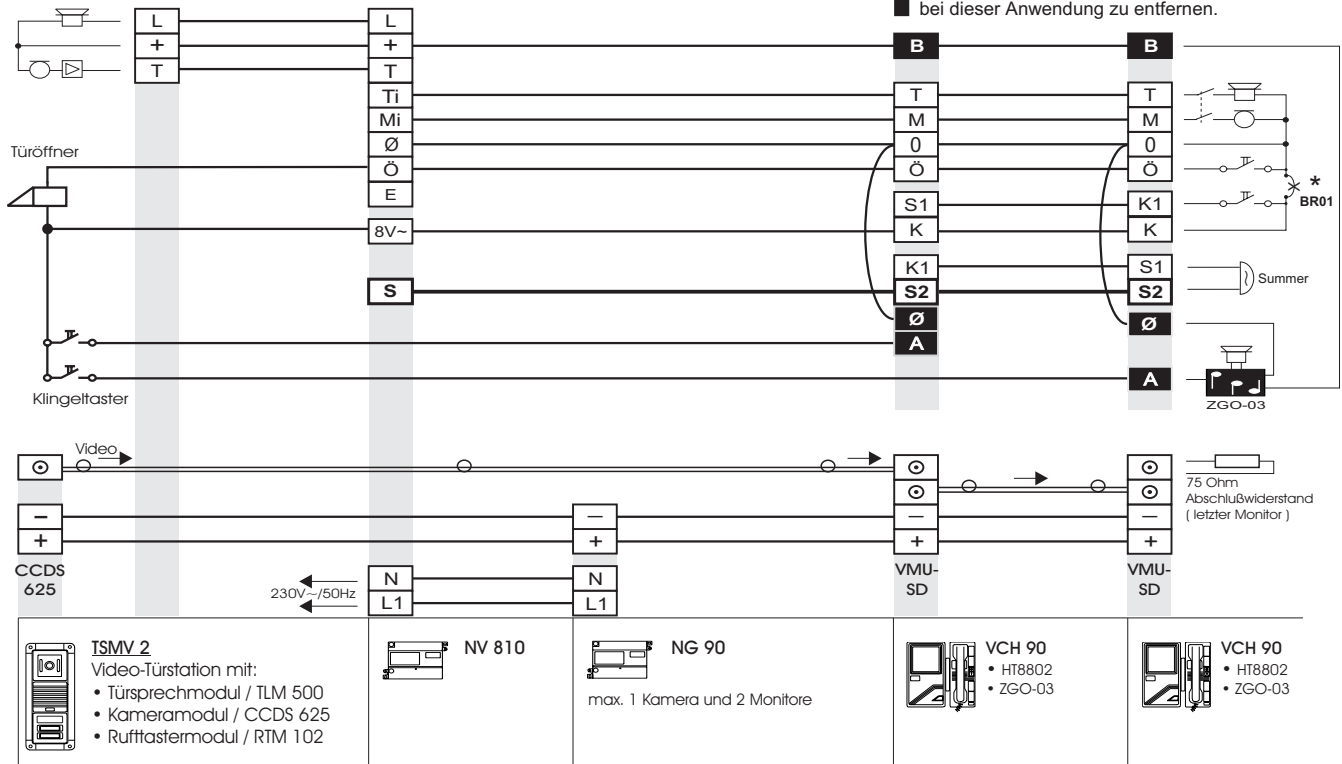 bei dieser Anwendung zu entfernen.
L L
+ + B B
T T
Ti T T
Mi M M
Türöffner Ø 0 0
Ö Ö Ö
E
* BR01
S1 K1
8V~ K K
K1 S1
Summer
S S2 S2
Ø Ø
A
A
Klingeltaster
ZGO-03
Video
75 Ohm
Abschlußwiderstand
( letzter Monitor )
– – – –
+ + + +
CCDS
625
VMU-
SD
VMU-
SD
230V~/50Hz
N N
L1 L1
TSMV 2
Video-Türstation mit:
• Türsprechmodul / TLM 500
• Kameramodul / CCDS 625
• Rufttastermodul / RTM 102
NV 810
NG 90
max. 1 Kamera und 2 Monitore
VCH 90
• HT8802
• ZGO-03
VCH 90
• HT8802
• ZGO-03